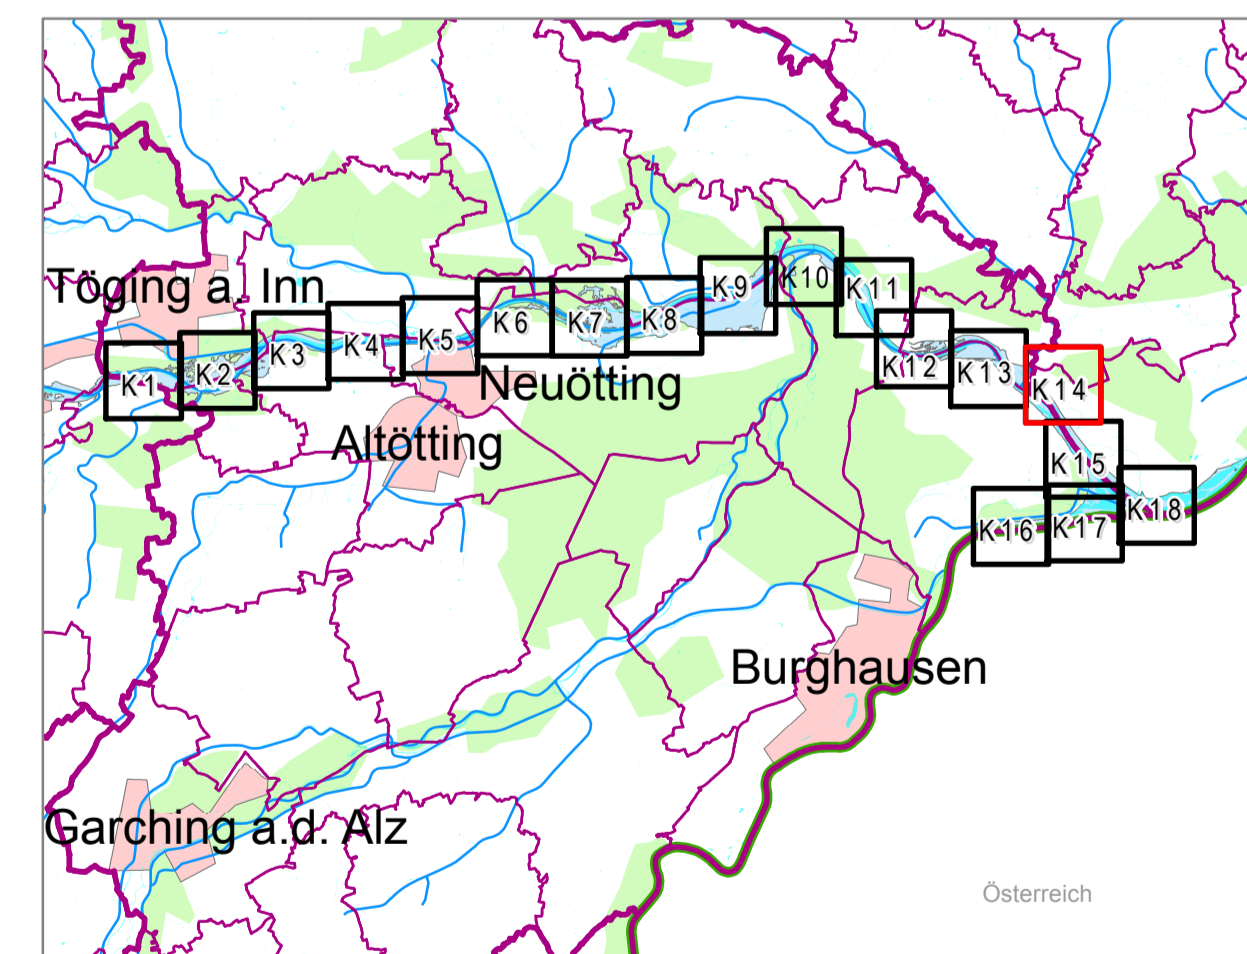 Töging a. Inn
K1
K2
K3
K4
K5
K6
K7
K8
K9
K10
K11
K12
K13
K14
K15
K16
K17
K18
Neuötting
Altötting
Burghausen
Garching a.d. Alz
Österreich